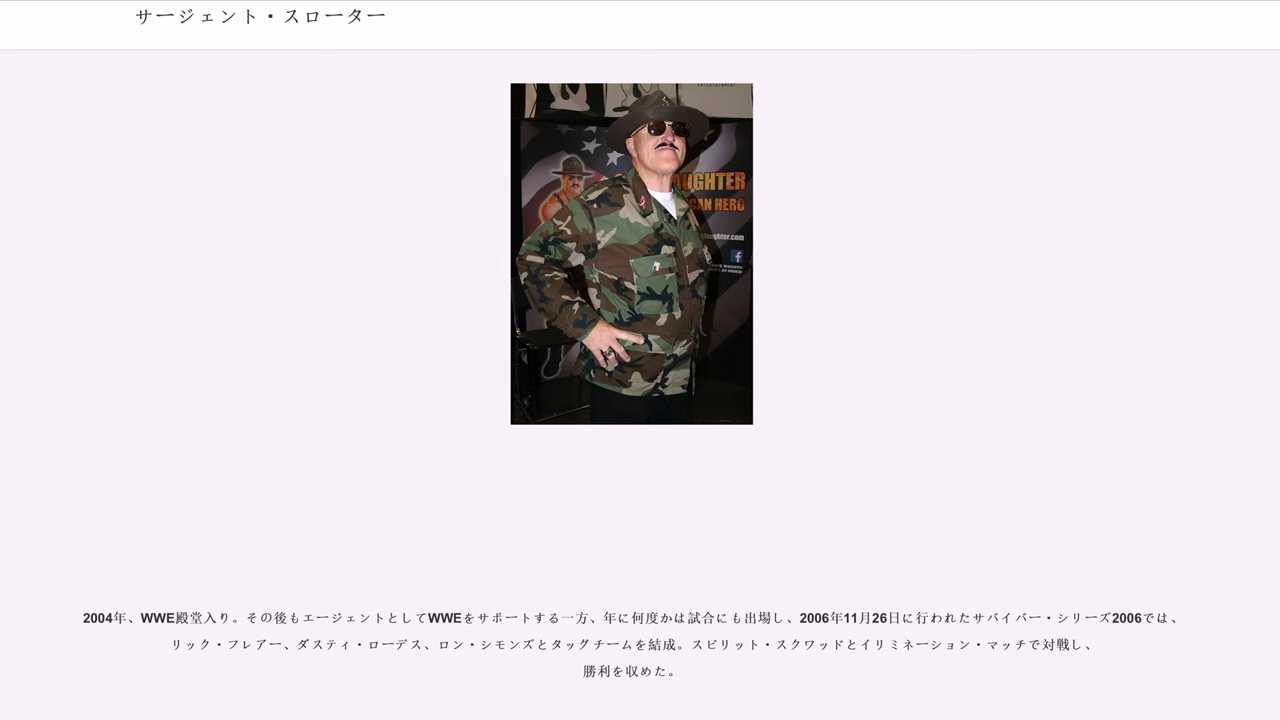 サージェント・スローター
AUGHTER
CAN HERO
2004年、WWE殿堂入り。その後もエージェントとしてWWEをサポートする一方、年に何度かは試合にも出場し、2006年11月26日に行われたサバイバー・シリーズ2006では、
リック・フレアー、ダスティ・ローデス、ロン・シモンズとタッグチームを結成。スピリット・スクワッドとイリミネーション・マッチで対戦し、
勝利を収めた。